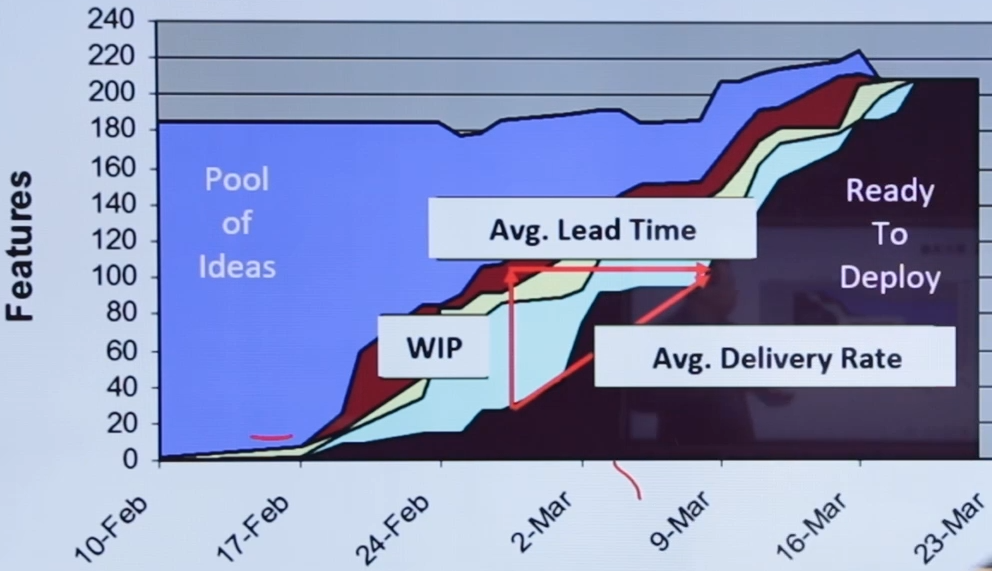 240
220
200
180
160
140
120
100
80
60
40
20
0
Features
Pool
of
Ideas
Avg. Lead Time
WIP
Avg. Delivery Rate
Ready
To
Deploy
10-Feb
17-Feb
24-Feb
2-Mar
9-Mar
16-Mar
23-Mar